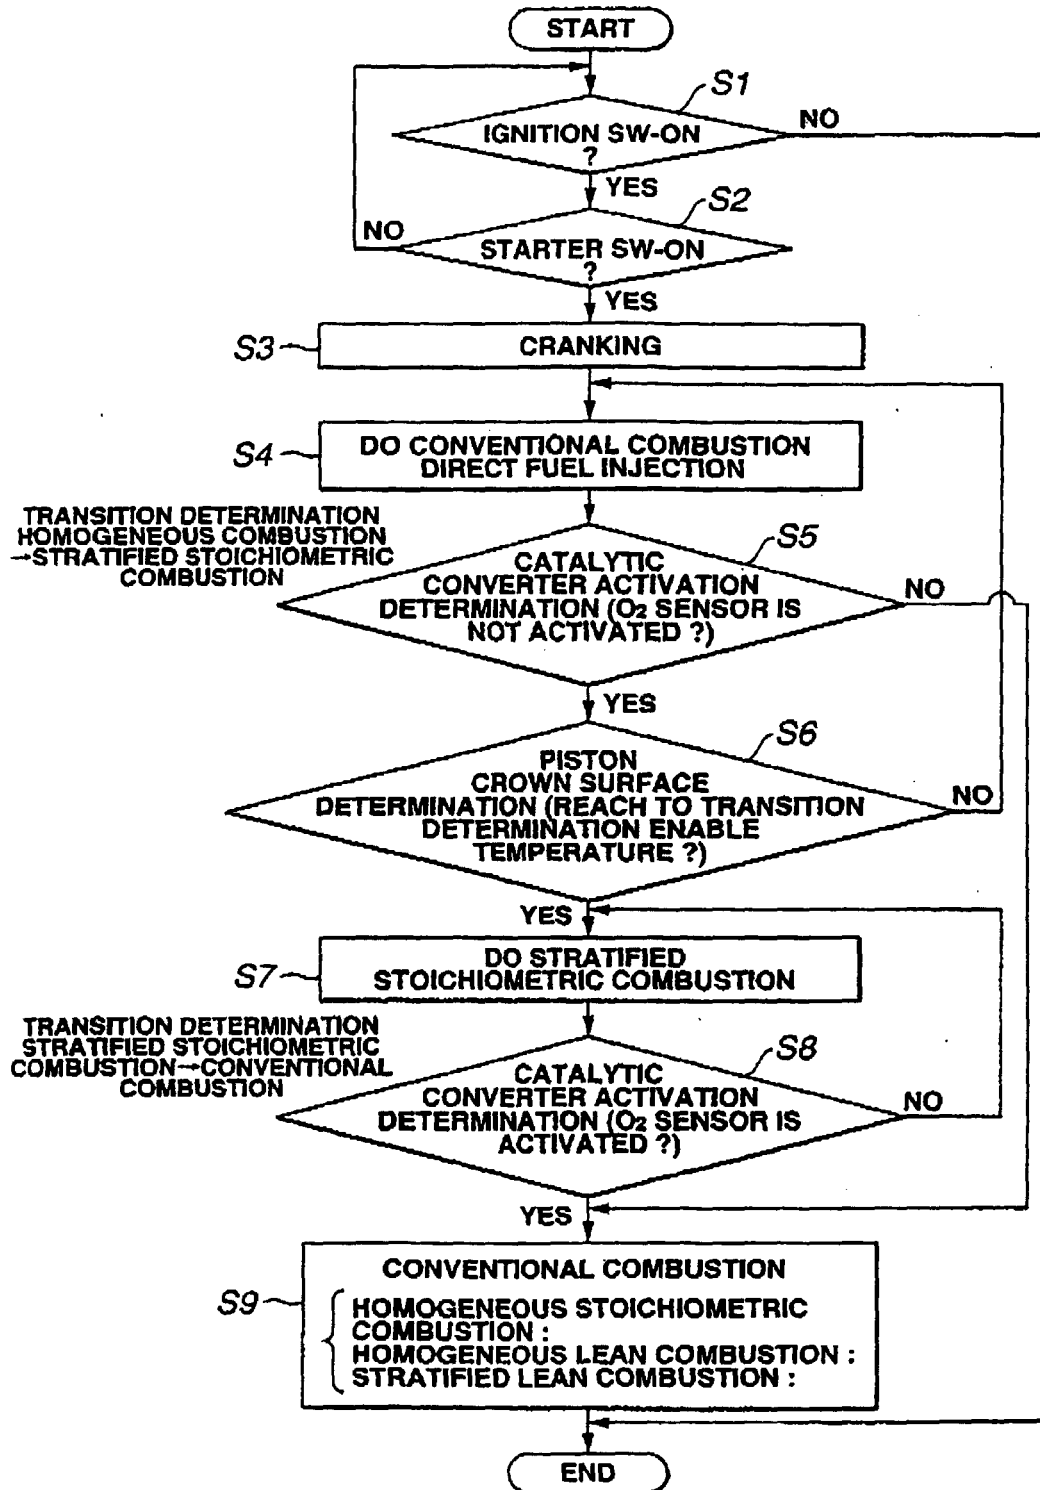 START
S1
IGNITION SW-ON
?
NO
YES
S2
STARTER SW-ON
?
NO
YES
S3
CRANKING
S4
DO CONVENTIONAL COMBUSTION
DIRECT FUEL INJECTION
TRANSITION DETERMINATION
HOMOGENEOUS COMBUSTION
→STRATIFIED STOICHIOMETRIC
COMBUSTION
S5
CATALYTIC
CONVERTER ACTIVATION
DETERMINATION (O2 SENSOR IS
NOT ACTIVATED ?)
NO
YES
S6
PISTON
CROWN SURFACE
DETERMINATION (REACH TO TRANSITION
DETERMINATION ENABLE
TEMPERATURE ?)
NO
YES
S7
DO STRATIFIED
STOICHIOMETRIC COMBUSTION
TRANSITION DETERMINATION
STRATIFIED STOICHIOMETRIC
COMBUSTION→CONVENTIONAL
COMBUSTION
S8
CATALYTIC
CONVERTER ACTIVATION
DETERMINATION (O2 SENSOR IS
ACTIVATED ?)
NO
YES
S9
CONVENTIONAL COMBUSTION
HOMOGENEOUS STOICHIOMETRIC
COMBUSTION :
HOMOGENEOUS LEAN COMBUSTION :
STRATIFIED LEAN COMBUSTION :
END